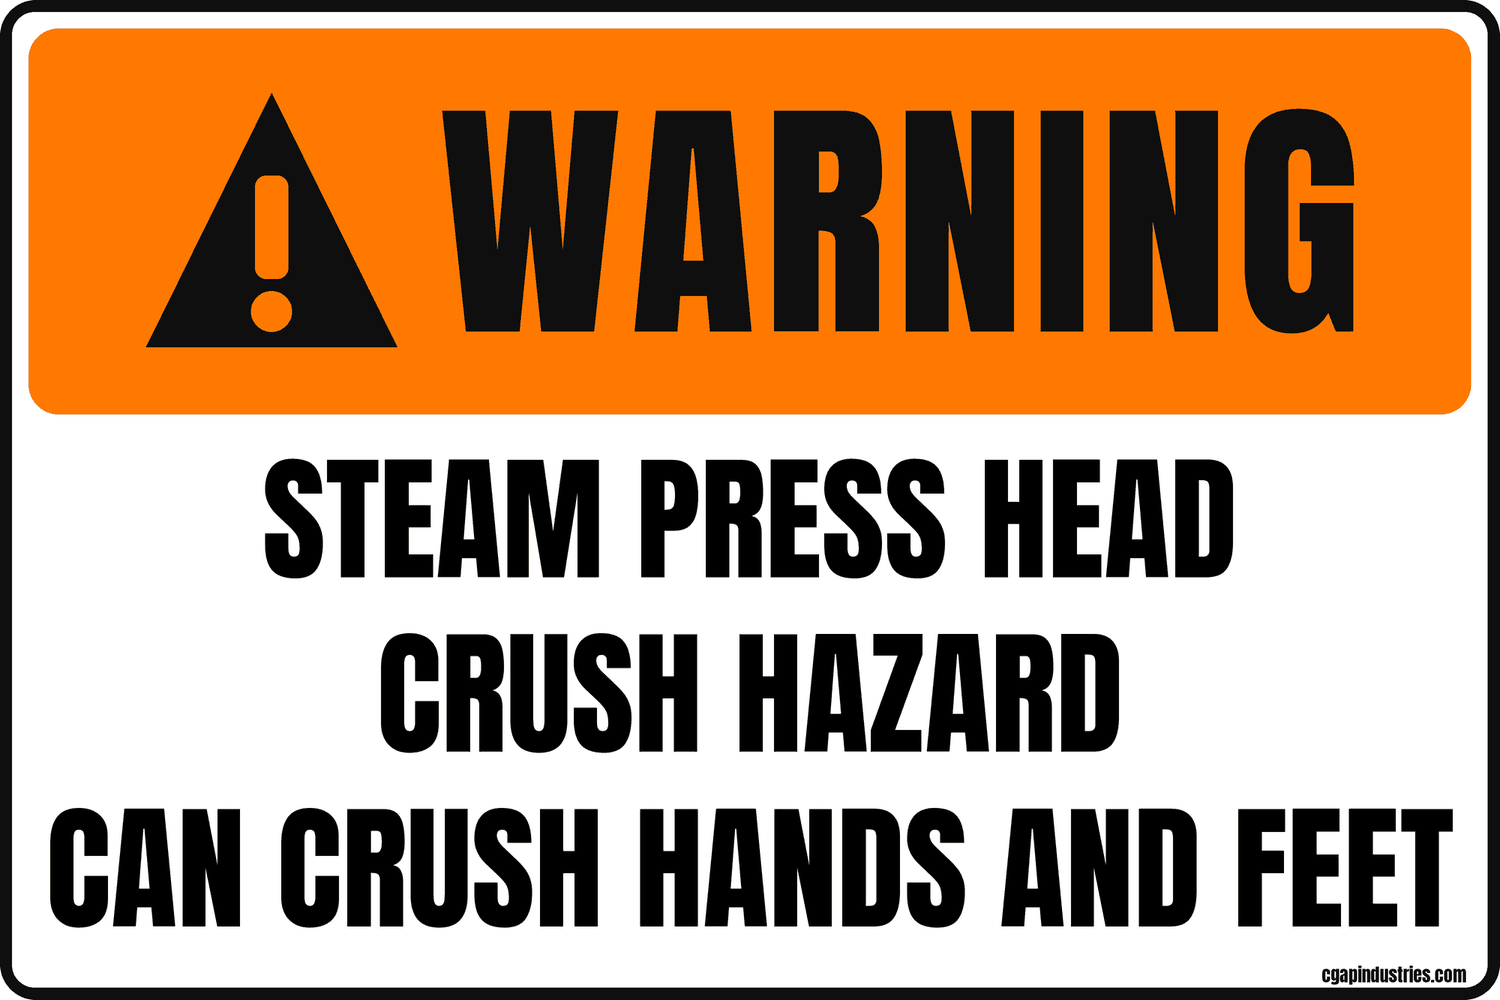 WARNING
STEAM PRESS HEAD
CRUSH HAZARD
CAN CRUSH HANDS AND FEET
cgapindustries.com